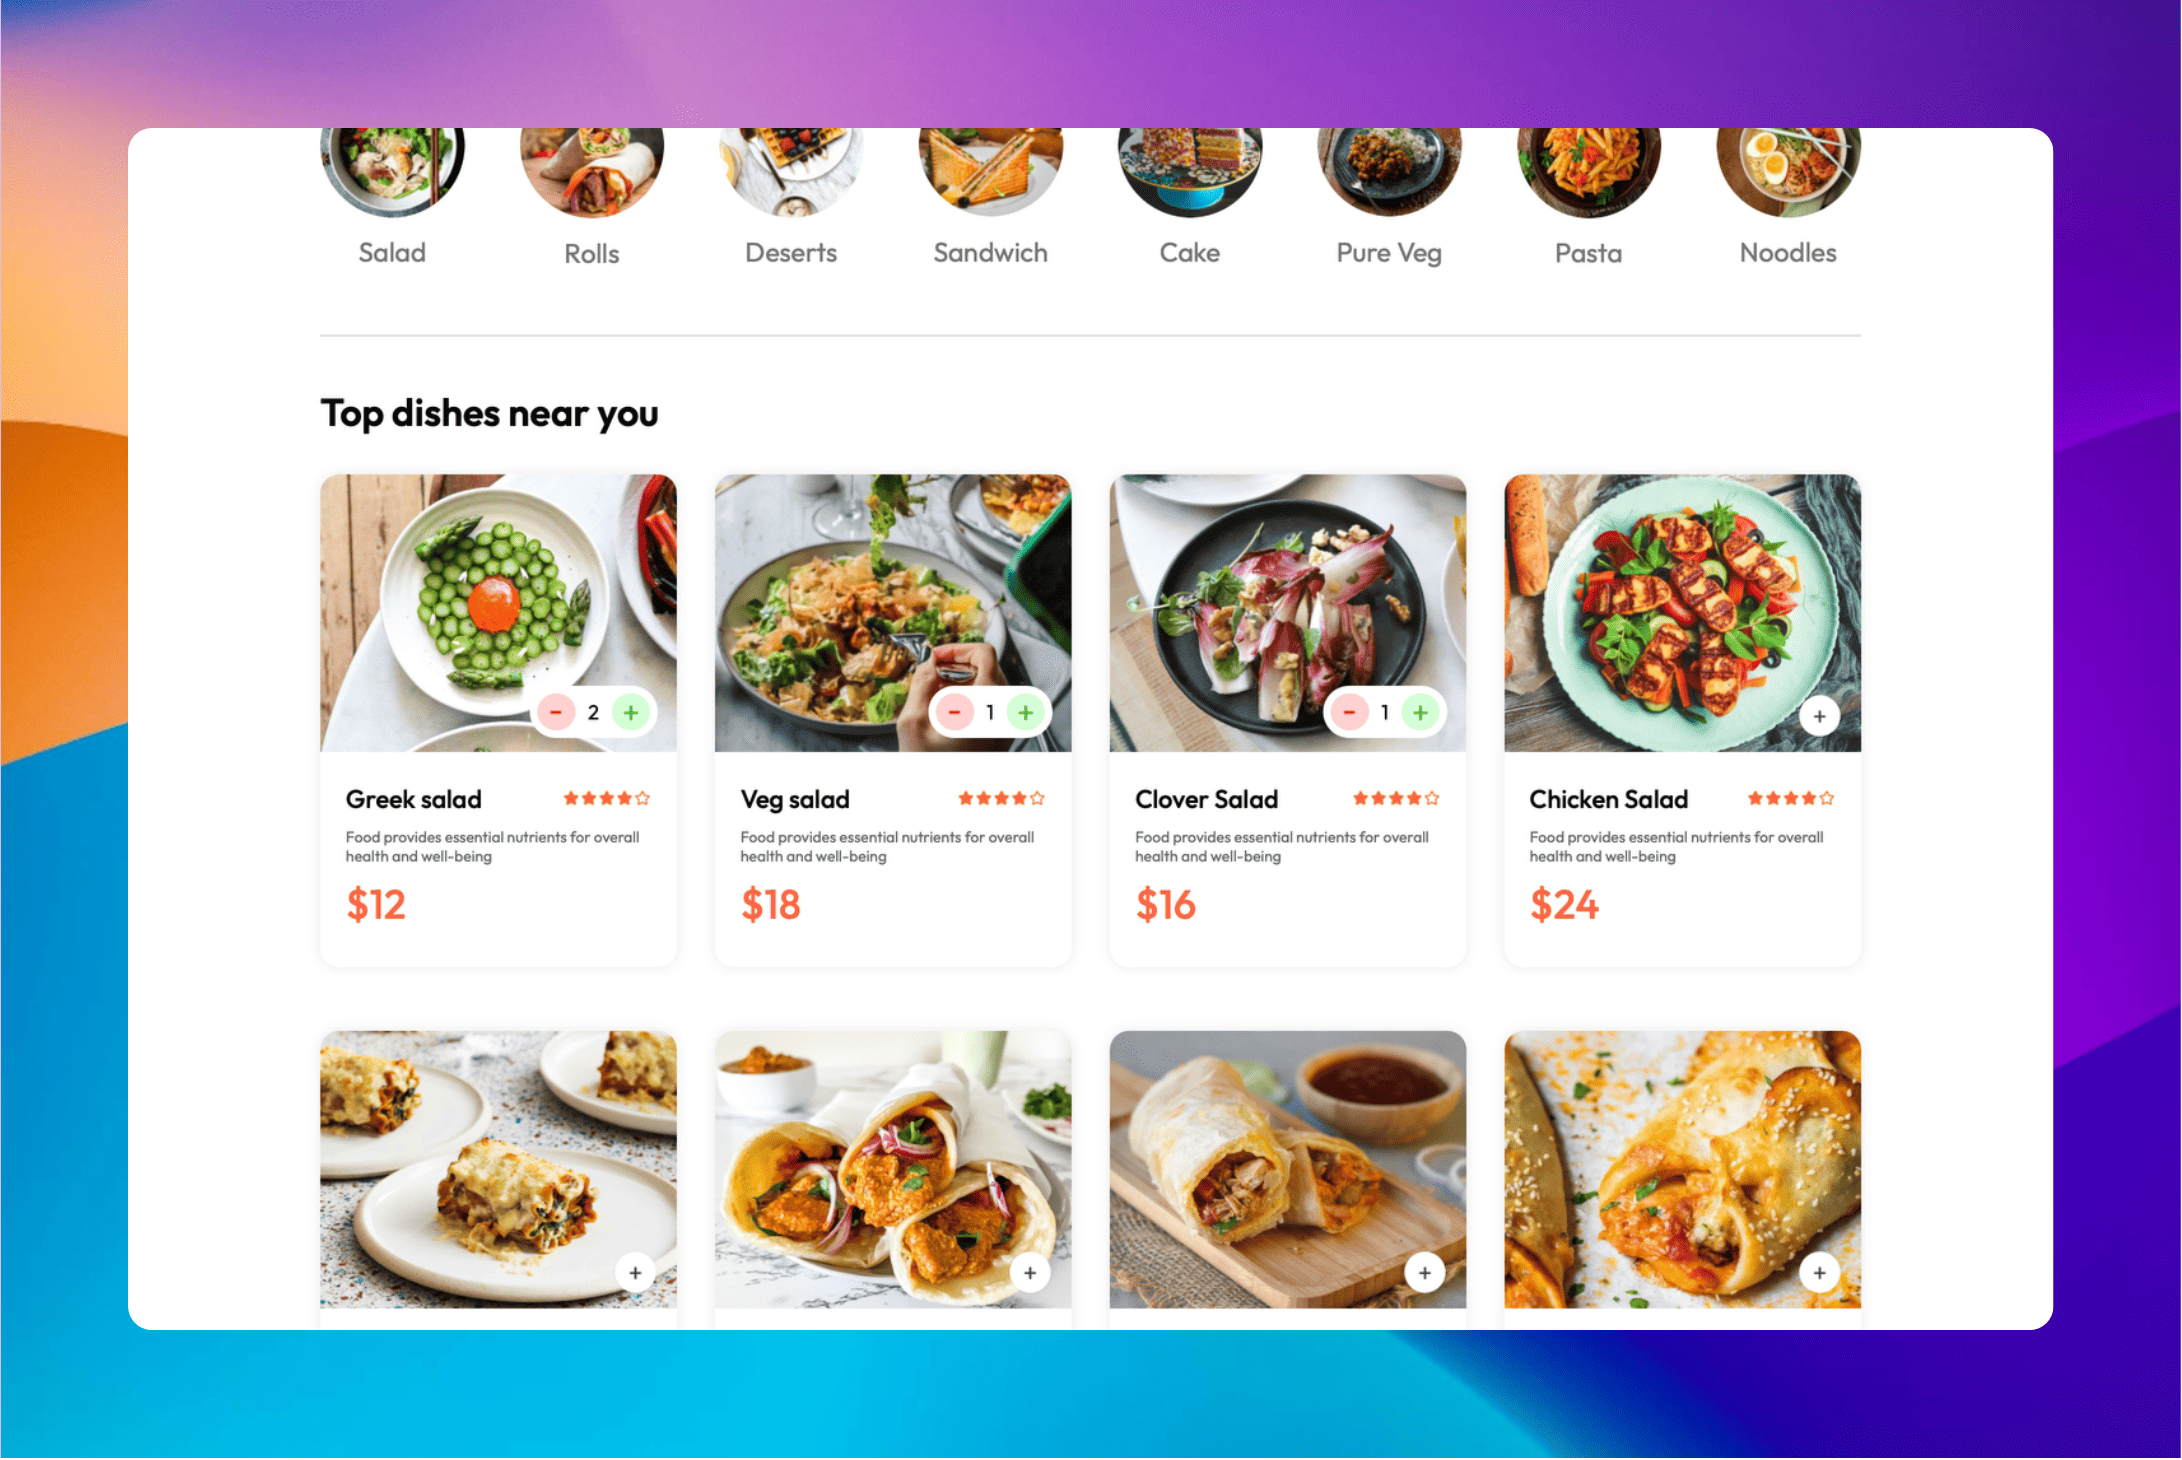 Salad
Rolls
Deserts
Sandwich
Cake
Pure Veg
Pasta
Noodles
Top dishes near you
- 2 +
- 1 +
- 1 +
+
Greek salad
Food provides essential nutrients for overall
health and well-being
$12
Veg salad
Food provides essential nutrients for overall
health and well-being
$18
Clover Salad
Food provides essential nutrients for overall
health and well-being
$16
Chicken Salad
Food provides essential nutrients for overall
health and well-being
$24
+
+
+
+